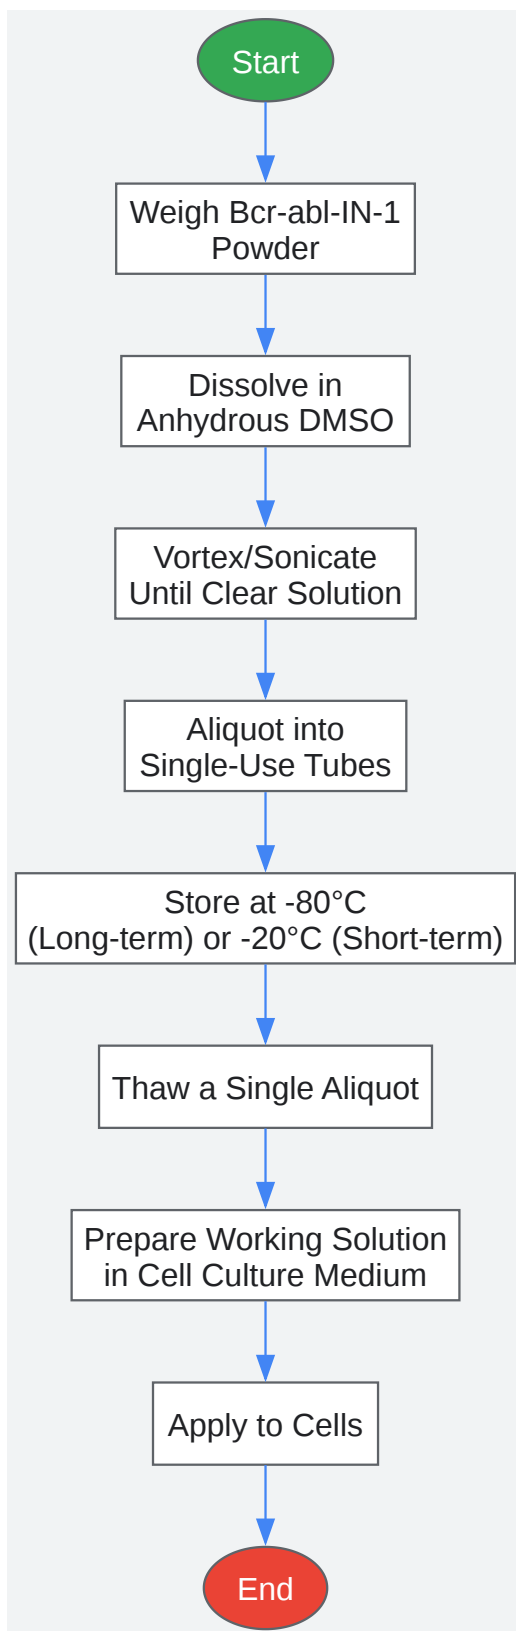 Start
Weigh Bcr-abl-IN-1
Powder
Dissolve in
Anhydrous DMSO
Vortex/Sonicate
Until Clear Solution
Aliquot into
Single-Use Tubes
Store at -80°C
(Long-term) or -20°C (Short-term)
Thaw a Single Aliquot
Prepare Working Solution
in Cell Culture Medium
Apply to Cells
End